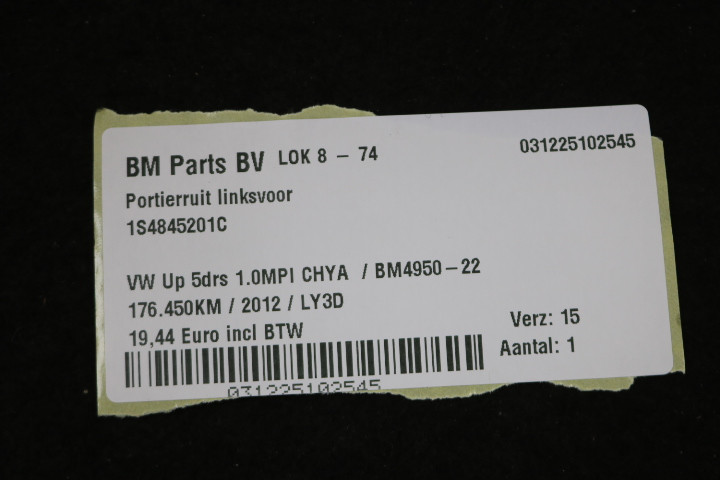 BM Parts BV LOK 8 - 74 031225102545
Portierruit linksvoor
1S4845201C
VW Up 5drs 1.0MPI CHYA / BM4950-22
176.450KM / 2012 / LY3D
19,44 Euro incl BTW
Verz: 15
Aantal: 1
031225102545